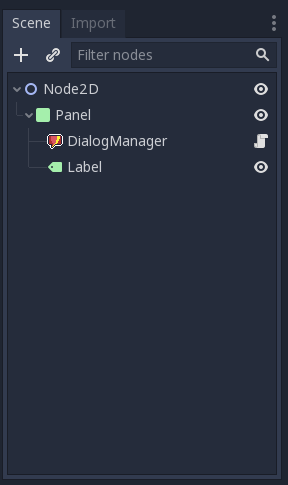 Scene Import
Filter nodes
Node2D
Panel
DialogManager
Label